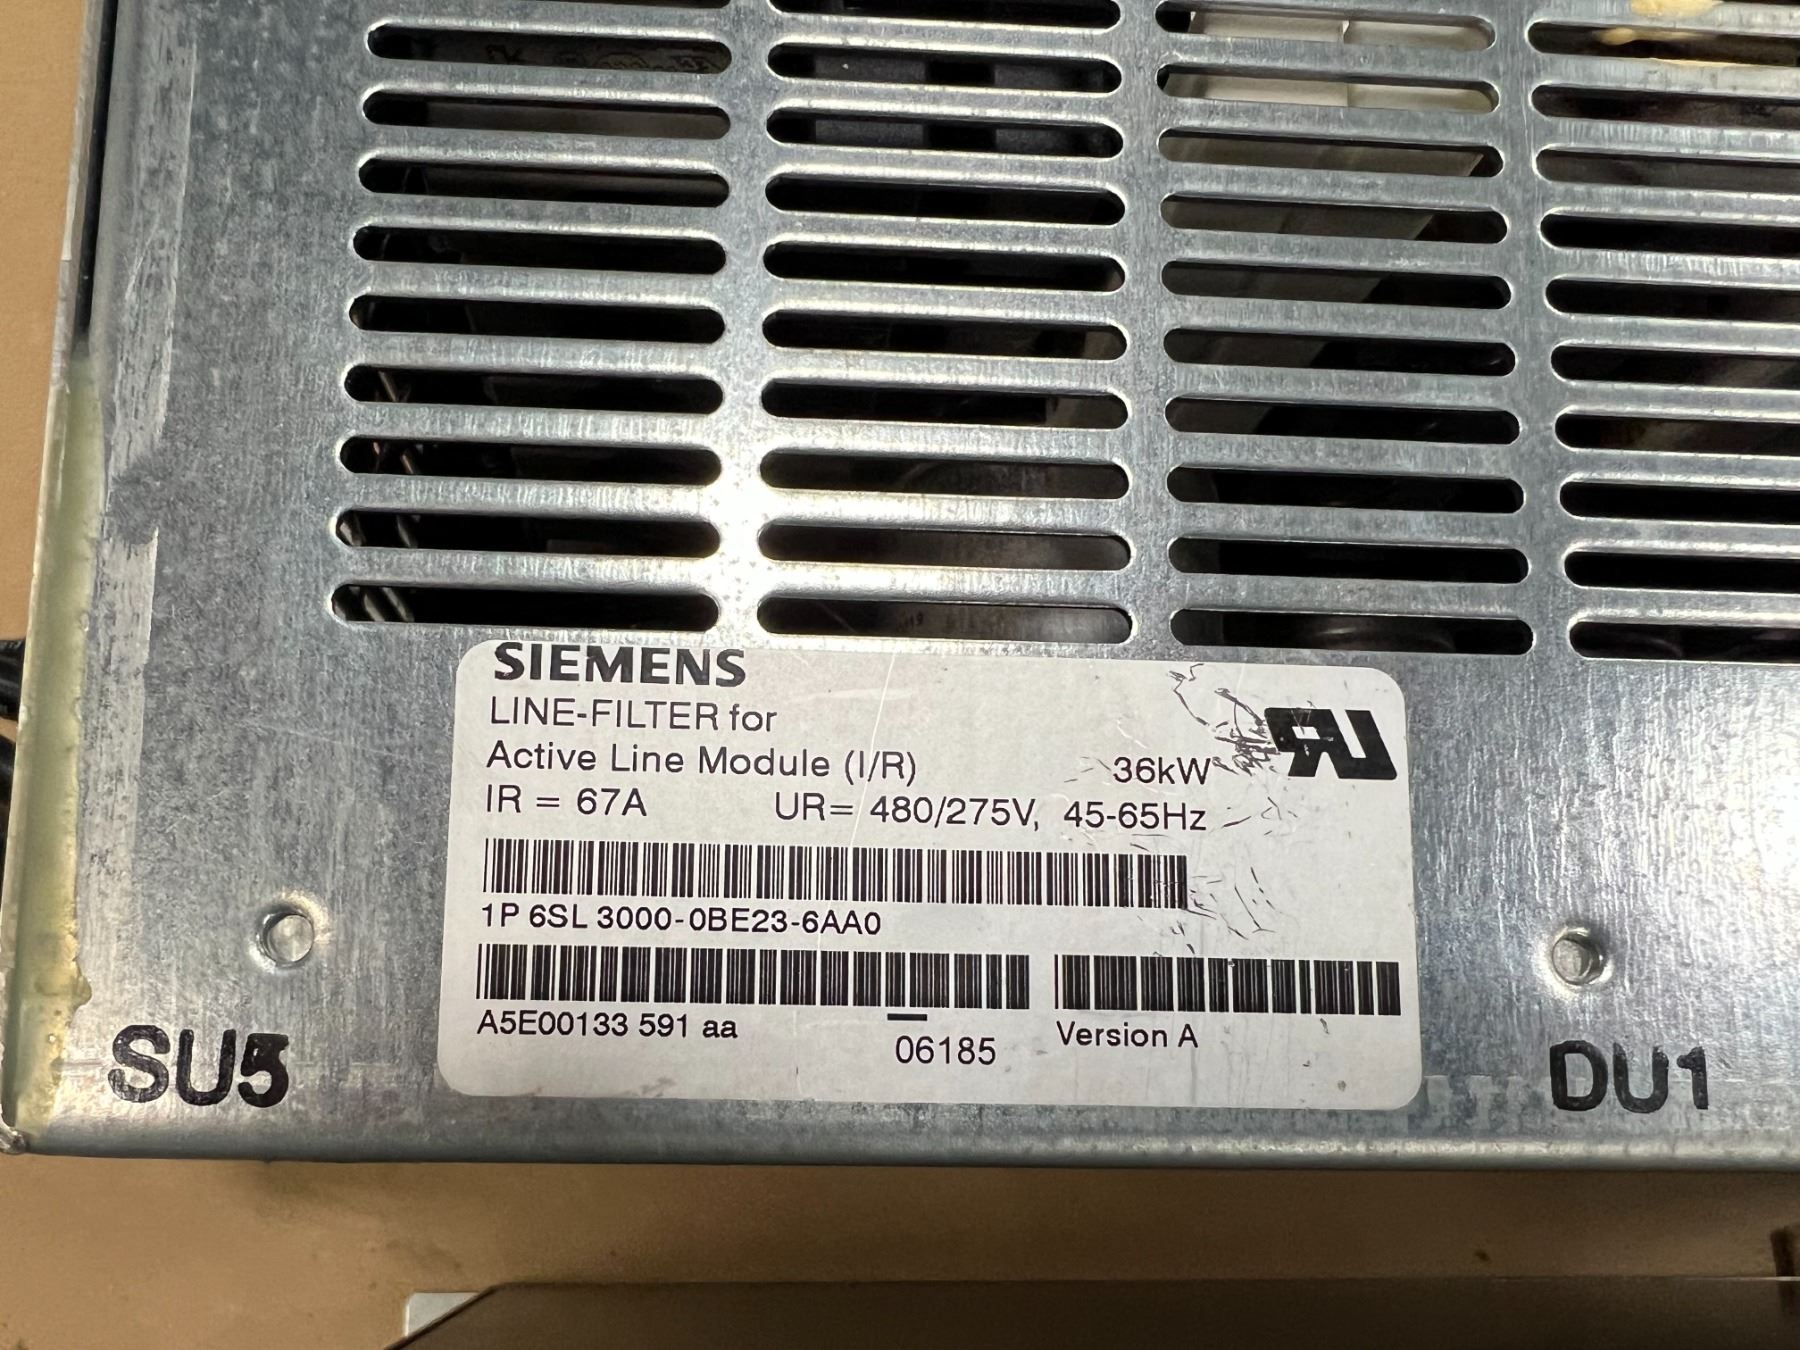 SIEMENS
LINE-FILTER for
Active Line Module (I/R) 36kW
IR = 67A UR= 480/275V, 45-65Hz
1P 6SL 3000-0BE23-6AA0
A5E00133 591 aa
06185
Version A
SU5
DU1